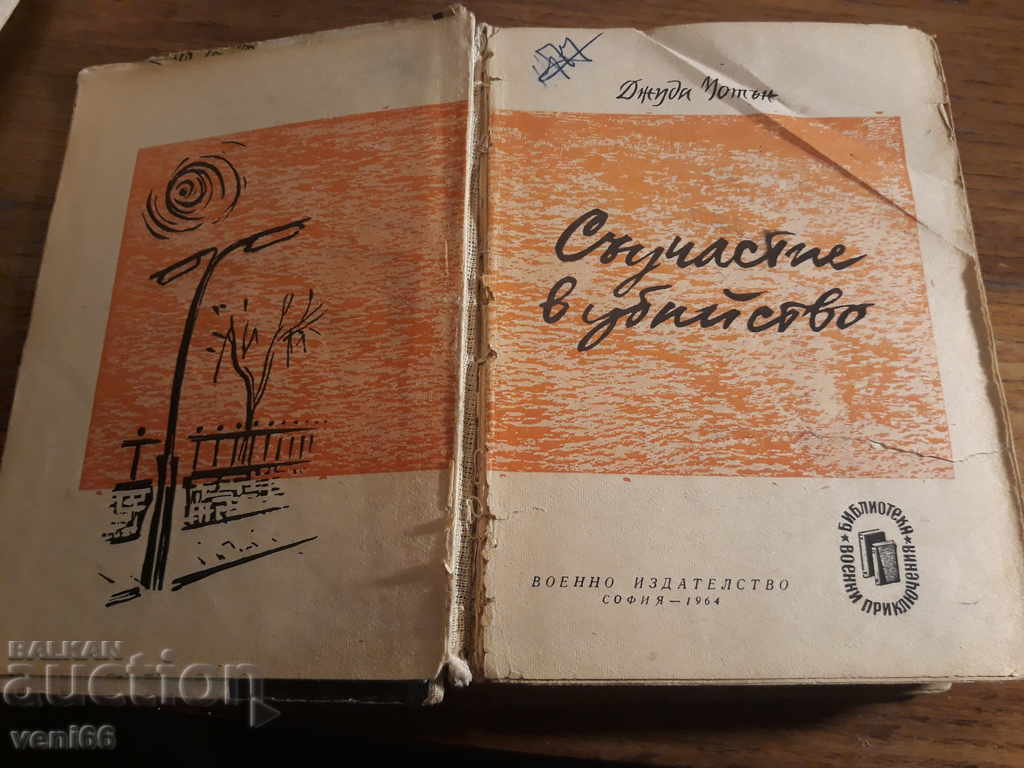 Джуда Уотън
Съучастие
в убийство
ВОЕННО ИЗДАТЕЛСТВО
СОФИЯ — 1964
БИБЛИОТЕКА * ВОЕННИ ПРИКЛЮЧЕНИЯ *
BALKAN
auction
veni66